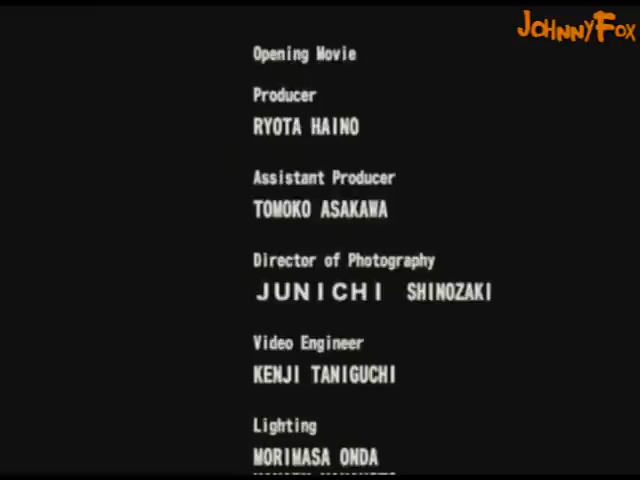 JOHNNYFOX
Opening Movie
Producer
RYOTA HAINO
Assistant Producer
TOMOKO ASAKAWA
Director of Photography
JUNICHI SHINOZAKI
Video Engineer
KENJI TANIGUCHI
Lighting
MORIMASA ONDA